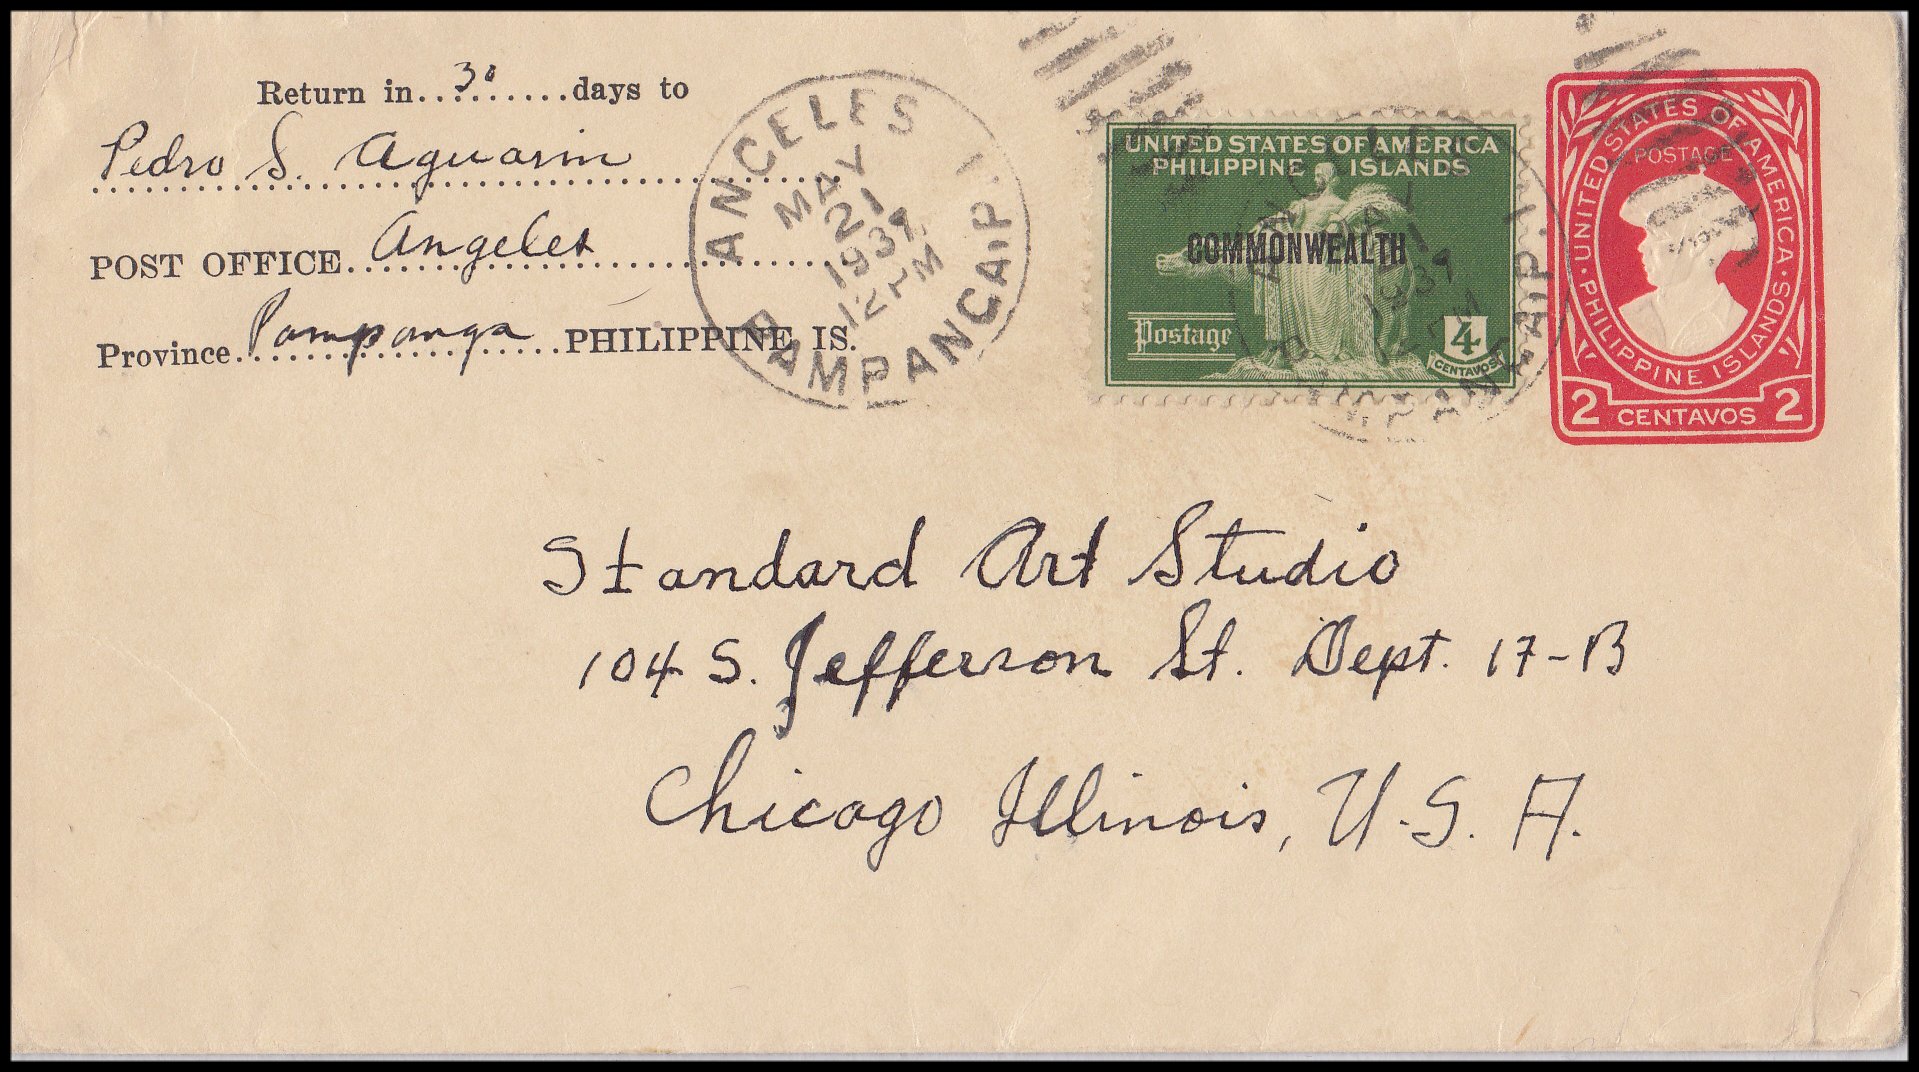 Return in 30 days to
Pedro S. Aguarin
POST OFFICE Angeles
Province Pampanga PHILIPPINE IS.
ANGELES P.I.
MAY
21
1937
12 PM
PAMPANGA, P.I.
UNITED STATES OF AMERICA
PHILIPPINE ISLANDS
COMMONWEALTH
Postage
4
CENTAVOS
UNITED STATES OF AMERICA
POSTAGE
PHILIPPINE ISLANDS
2 CENTAVOS 2
Standard Art Studio
104 S. Jefferson St. Dept. 17-B
Chicago Illinois, U.S.A.